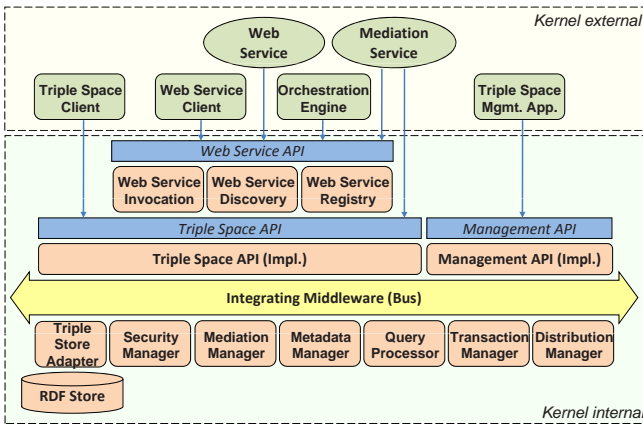 Kernel external
Web
Service
Mediation
Service
Triple Space
Client
Web Service
Client
Orchestration
Engine
Triple Space
Mgmt. App.
Web Service API
Web Service
Invocation
Web Service
Discovery
Web Service
Registry
Triple Space API
Management API
Triple Space API (Impl.)
Management API (Impl.)
Integrating Middleware (Bus)
Triple
Store
Adapter
Security
Manager
Mediation
Manager
Metadata
Manager
Query
Processor
Transaction
Manager
Distribution
Manager
RDF Store
Kernel internal